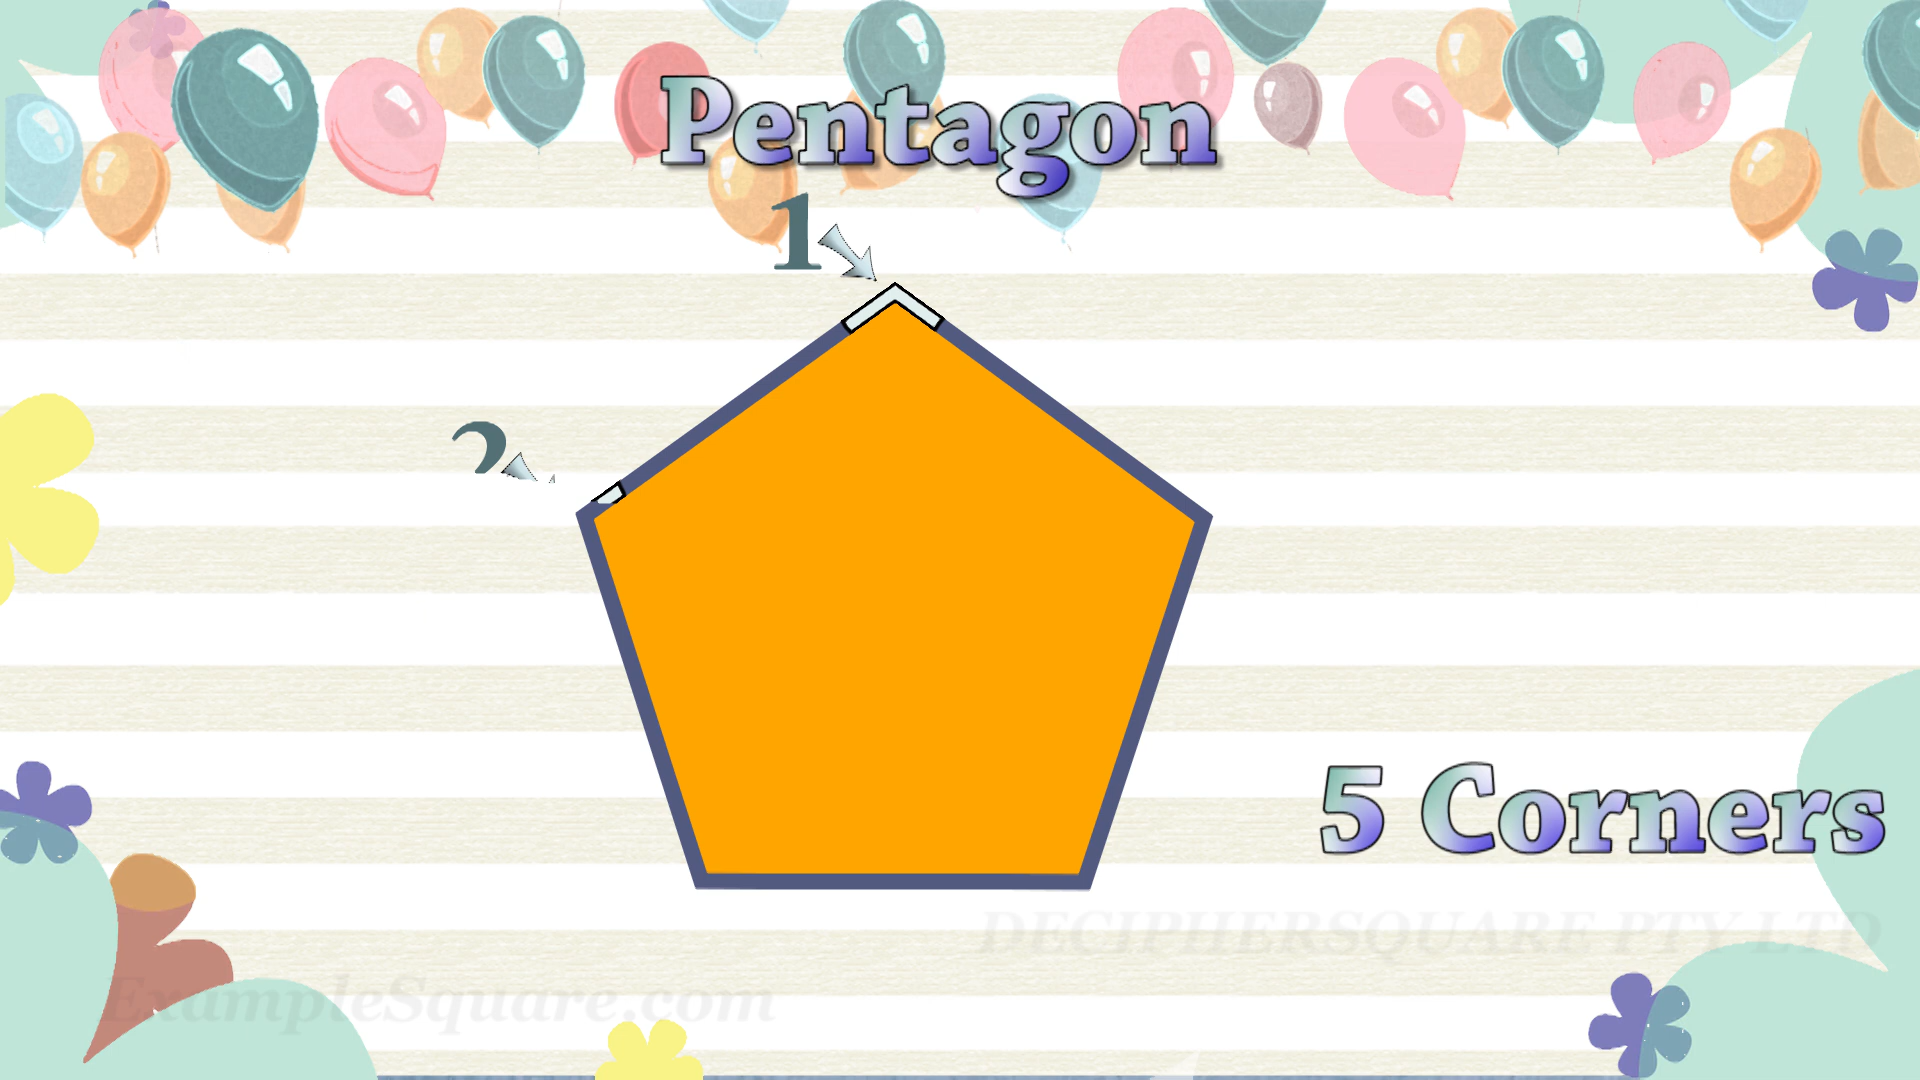 Pentagon
1
2
5 Corners
DECIPHERSQUARE PTY LTD
ExampleSquare.com